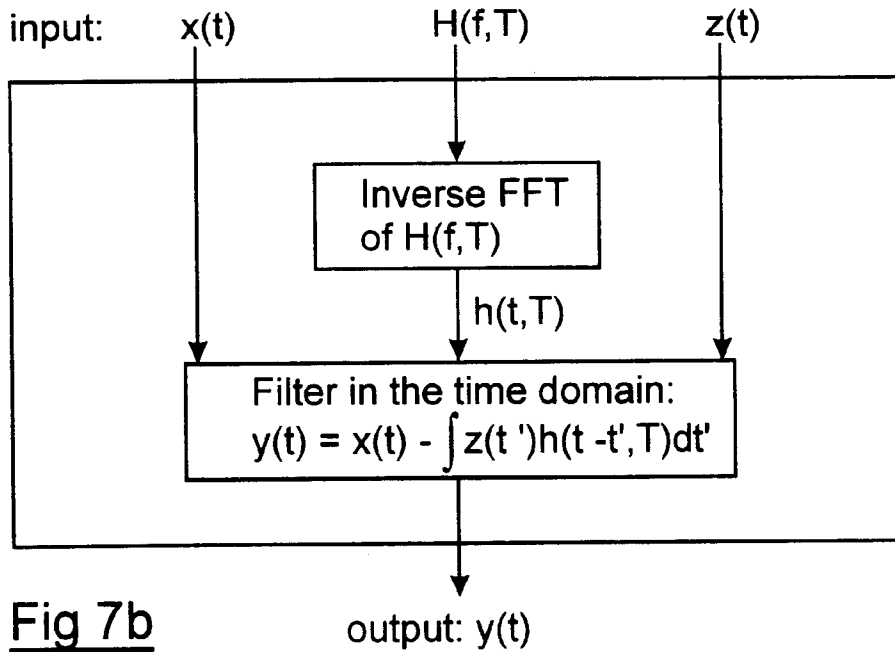 input: x(t) H(f,T) z(t)
Inverse FFT
of H(f,T)
h(t,T)
Filter in the time domain:
y(t) = x(t) - ∫ z(t ')h(t -t',T)dt'
Fig 7b output: y(t)